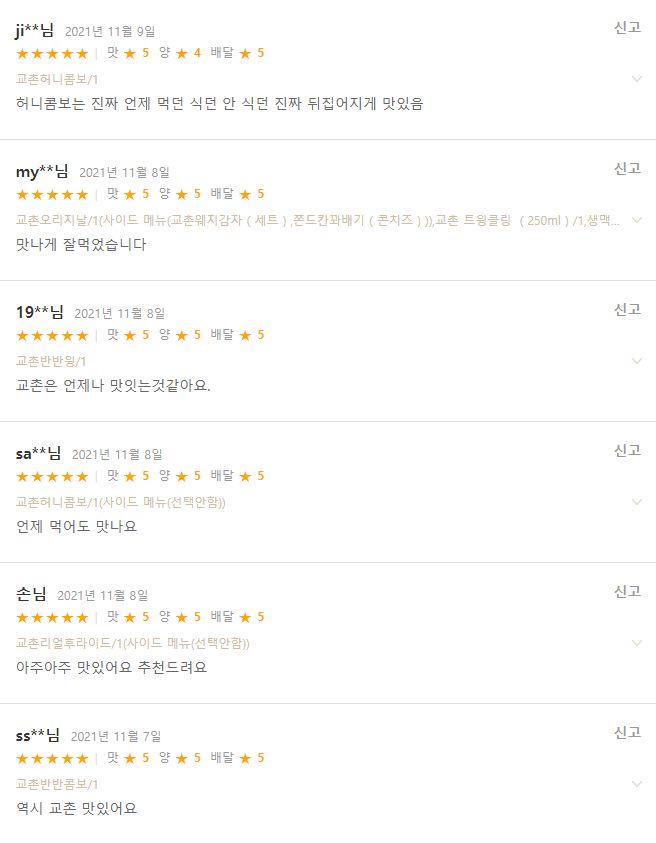 ji**님 2021년 11월 9일 신고
★★★★★ | 맛 ★ 5 양 ★ 4 배달 ★ 5
교촌허니콤보/1
허니콤보는 진짜 언제 먹던 식던 안 식던 진짜 뒤집어지게 맛있음
my**님 2021년 11월 8일 신고
★★★★★ | 맛 ★ 5 양 ★ 5 배달 ★ 5
교촌오리지날/1(사이드 메뉴(교촌웨지감자 ( 세트 ) ,쫀드칸꽈배기 ( 콘치즈 ) )),교촌 트윙클링 ( 250ml ) /1,생맥...
맛나게 잘먹었습니다
19**님 2021년 11월 8일 신고
★★★★★ | 맛 ★ 5 양 ★ 5 배달 ★ 5
교촌반반윙/1
교촌은 언제나 맛잇는것같아요.
sa**님 2021년 11월 8일 신고
★★★★★ | 맛 ★ 5 양 ★ 5 배달 ★ 5
교촌허니콤보/1(사이드 메뉴(선택안함))
언제 먹어도 맛나요
손님 2021년 11월 8일 신고
★★★★★ | 맛 ★ 5 양 ★ 5 배달 ★ 5
교촌리얼후라이드/1(사이드 메뉴(선택안함))
아주아주 맛있어요 추천드려요
ss**님 2021년 11월 7일 신고
★★★★★ | 맛 ★ 5 양 ★ 5 배달 ★ 5
교촌반반콤보/1
역시 교촌 맛있어요